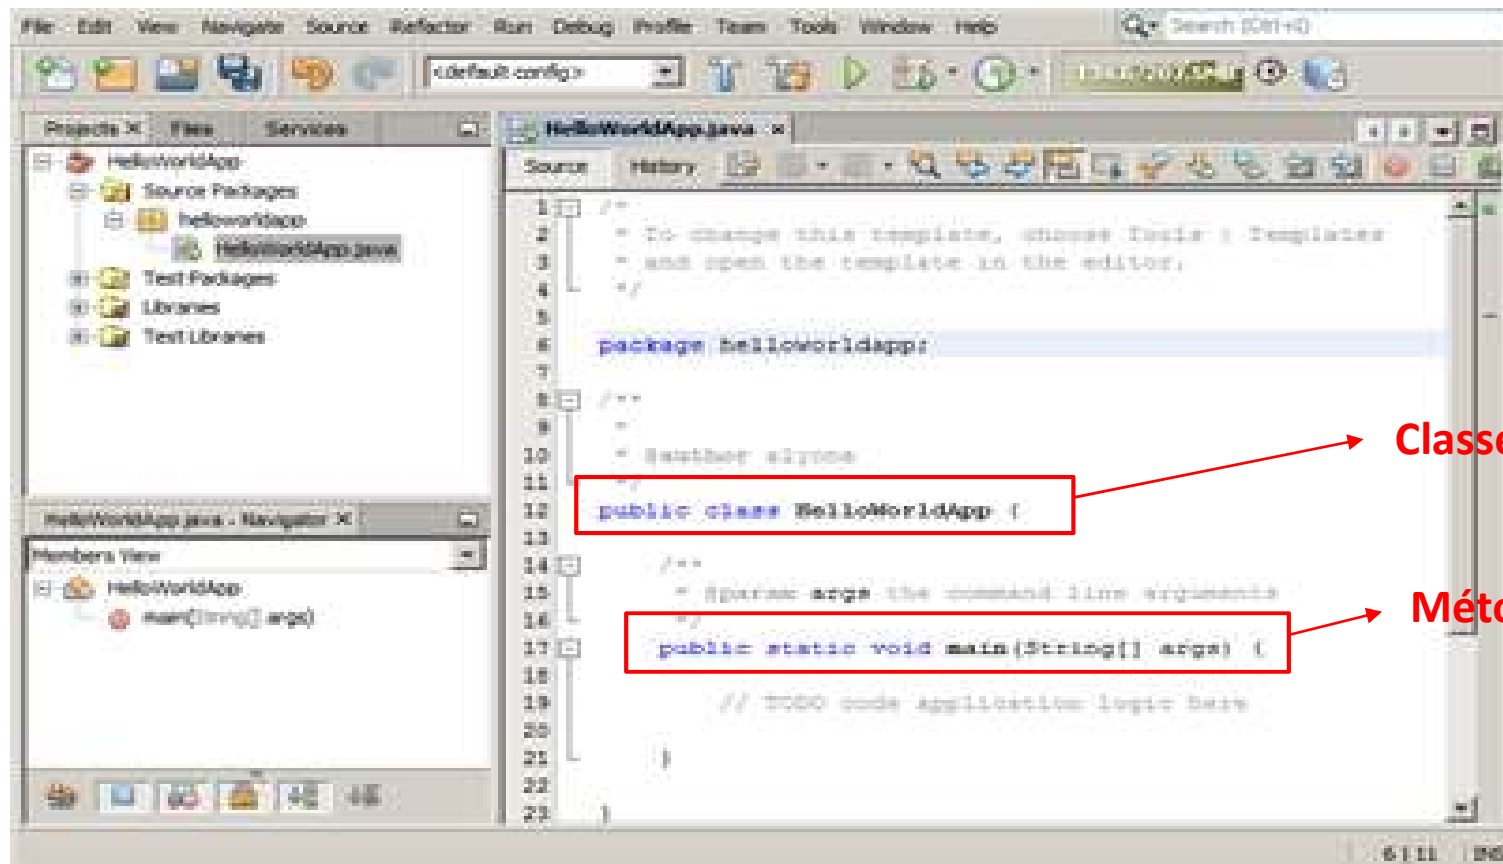 File Edit View Navigate Source Refactor Run Debug Profile Team Tools Window Help Search (Ctrl+I)
<default config>
Projects Files Services
HelloWorldApp
Source Packages
helloworldapp
HelloWorldApp.java
Test Packages
Libraries
Test Libraries
HelloWorldApp.java - Navigator
Members View
HelloWorldApp
main(String[] args)
HelloWorldApp.java
Source History
1 /*
2 * To change this template, choose Tools | Templates
3 * and open the template in the editor.
4 */
5
6 package helloworldapp;
7
8 /**
9 *
10 * @author
11 */
12 public class HelloWorldApp {
13
14 /**
15 * @param args the command line arguments
16 */
17 public static void main(String[] args) {
18
19 // TODO code application logic here
20
21 }
22
23 }
Classe
Méto
6|11 INS